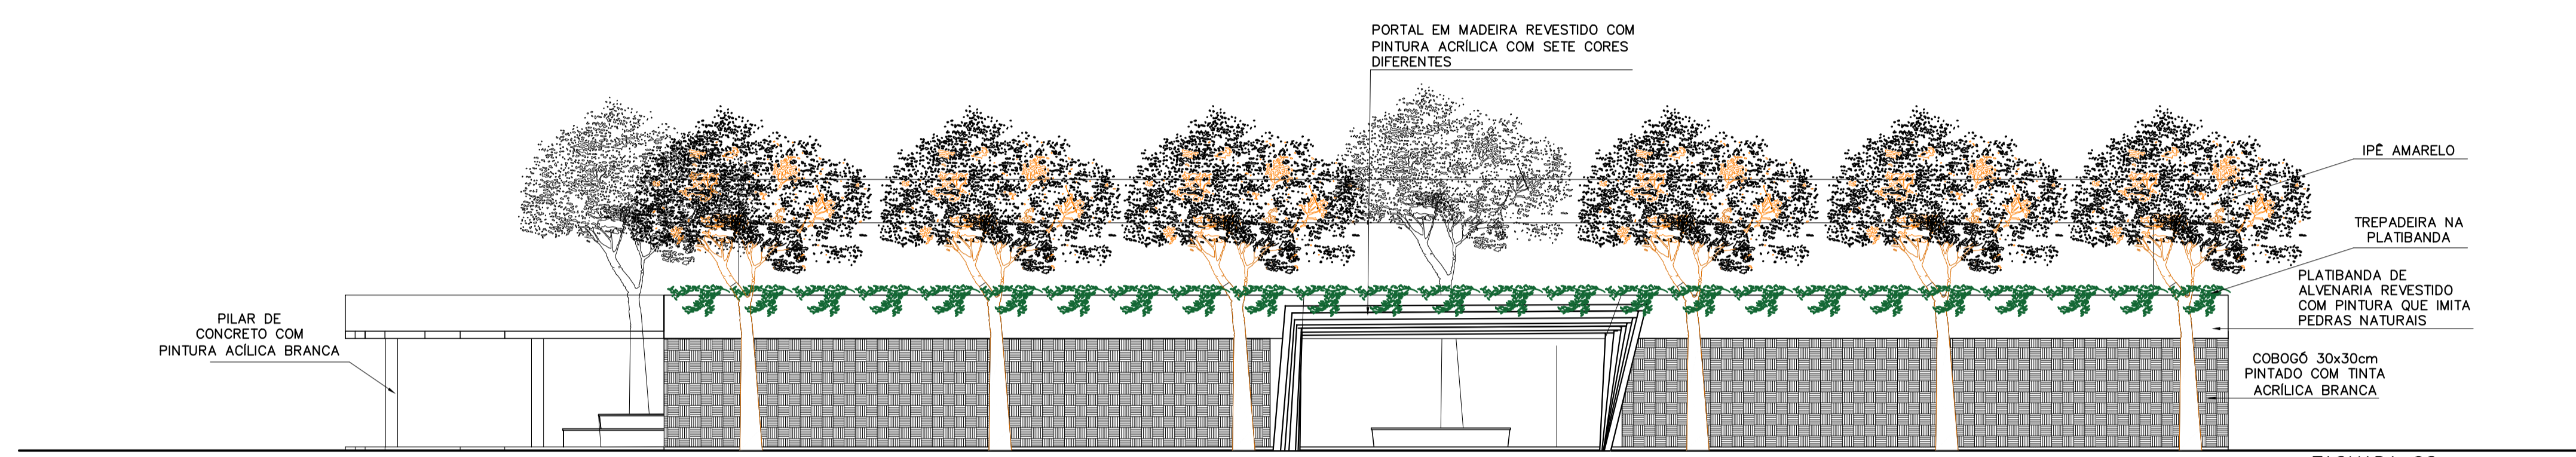 PORTAL EM MADEIRA REVESTIDO COM
PINTURA ACRÍLICA COM SETE CORES
DIFERENTES
IPÊ AMARELO
TREPADEIRA NA
PLATIBANDA
PLATIBANDA DE
ALVENARIA REVESTIDO
COM PINTURA QUE IMITA
PEDRAS NATURAIS
PILAR DE
CONCRETO COM
PINTURA ACÍLICA BRANCA
COBOGÓ 30x30cm
PINTADO COM TINTA
ACRÍLICA BRANCA